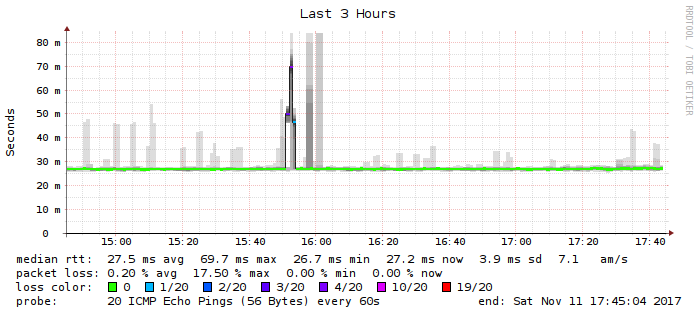 Last 3 Hours
RRDTOOL / TOBI OETIKER
Seconds
80 m
70 m
60 m
50 m
40 m
30 m
20 m
10 m
0
15:00 15:20 15:40 16:00 16:20 16:40 17:00 17:20 17:40
median rtt: 27.5 ms avg 69.7 ms max 26.7 ms min 27.2 ms now 3.9 ms sd 7.1 am/s
packet loss: 0.20 % avg 17.50 % max 0.00 % min 0.00 % now
loss color: 0 1/20 2/20 3/20 4/20 10/20 19/20
probe: 20 ICMP Echo Pings (56 Bytes) every 60s end: Sat Nov 11 17:45:04 2017